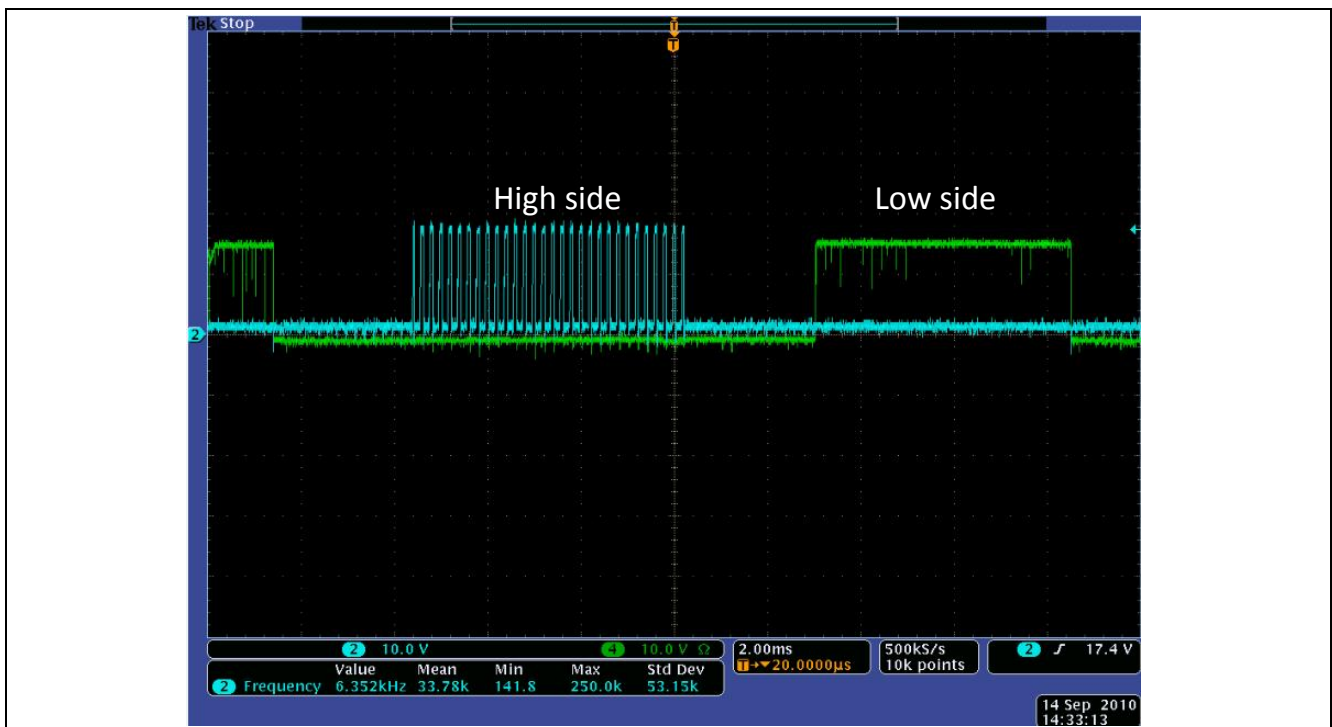 Tek Stop
T
T
High side
Low side
2
2 10.0 V
4 10.0 V Ω
2.00ms
T→▼20.0000µs
500kS/s
10k points
2 17.4 V
Value Mean Min Max Std Dev
2 Frequency 6.352kHz 33.78k 141.8 250.0k 53.15k
14 Sep 2010
14:33:13